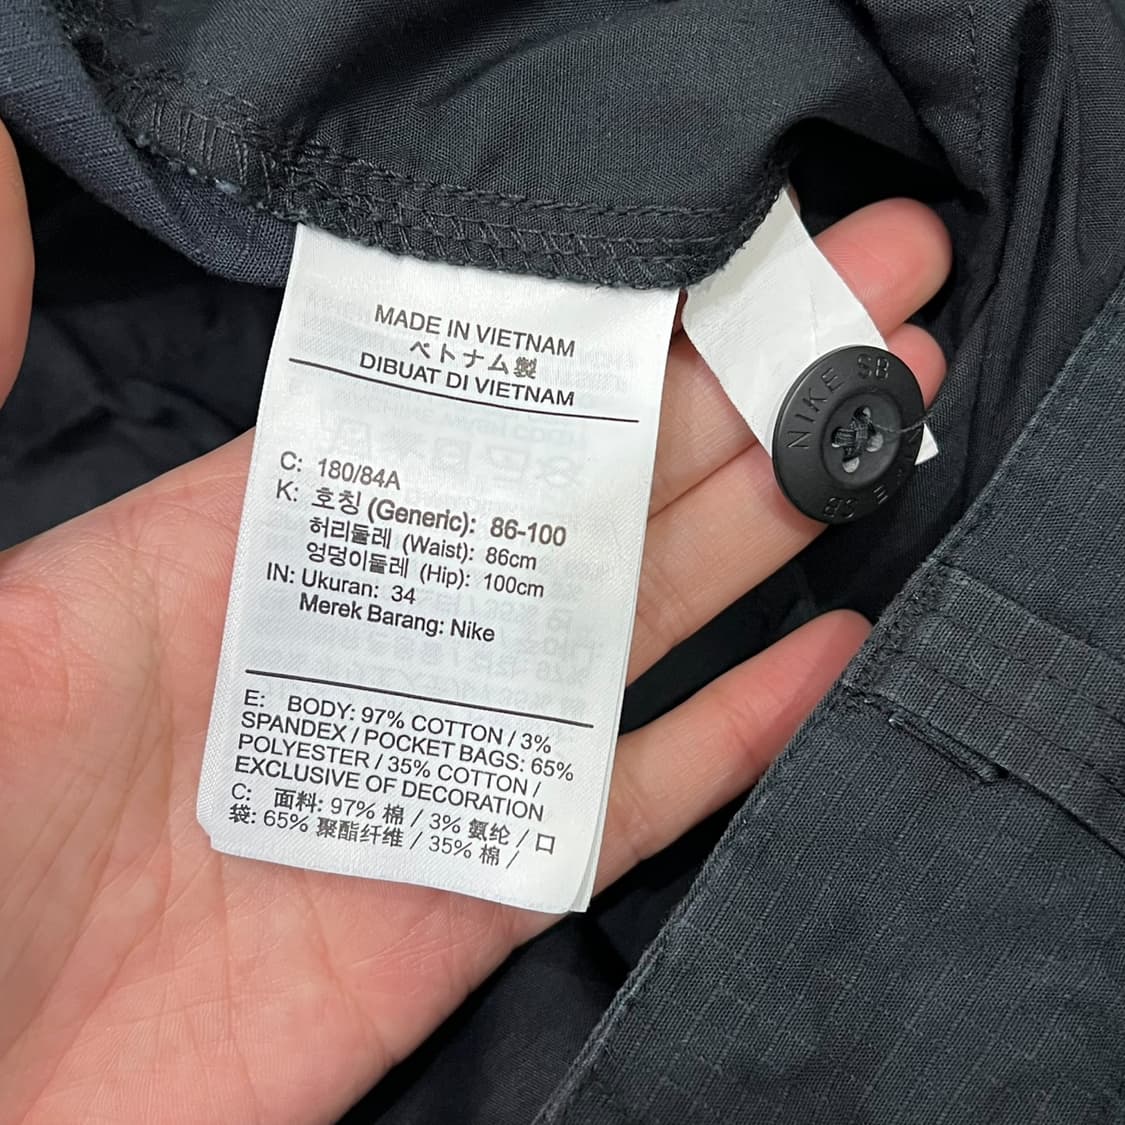 MADE IN VIETNAM
ベトナム製
DIBUAT DI VIETNAM
C: 180/84A
K: 호칭 (Generic): 86-100
허리둘레 (Waist): 86cm
엉덩이둘레 (Hip): 100cm
IN: Ukuran: 34
Merek Barang: Nike
E: BODY: 97% COTTON / 3%
SPANDEX / POCKET BAGS: 65%
POLYESTER / 35% COTTON /
EXCLUSIVE OF DECORATION
C: 面料: 97% 棉 / 3% 氨纶 / 口
袋: 65% 聚酯纤维 / 35% 棉 /
NIKE SB